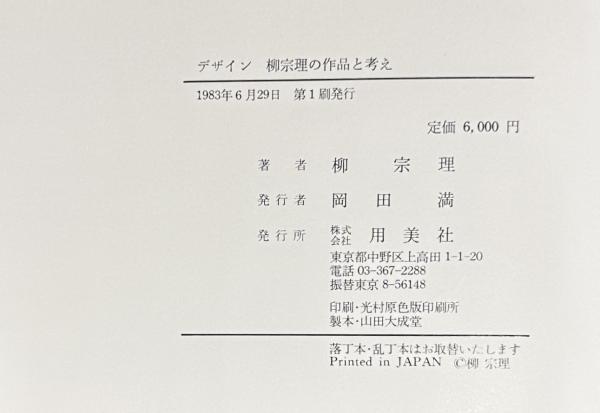 デザイン 柳宗理の作品と考え
1983年6月29日 第1刷発行
定価 6,000 円
著者 柳宗理
発行者 岡田満
発行所 株式会社 用美社
東京都中野区上高田1-1-20
電話 03-367-2288
振替東京 8-56148
印刷・光村原色版印刷所
製本・山田大成堂
落丁本・乱丁本はお取替いたします
Printed in JAPAN ©柳 宗理